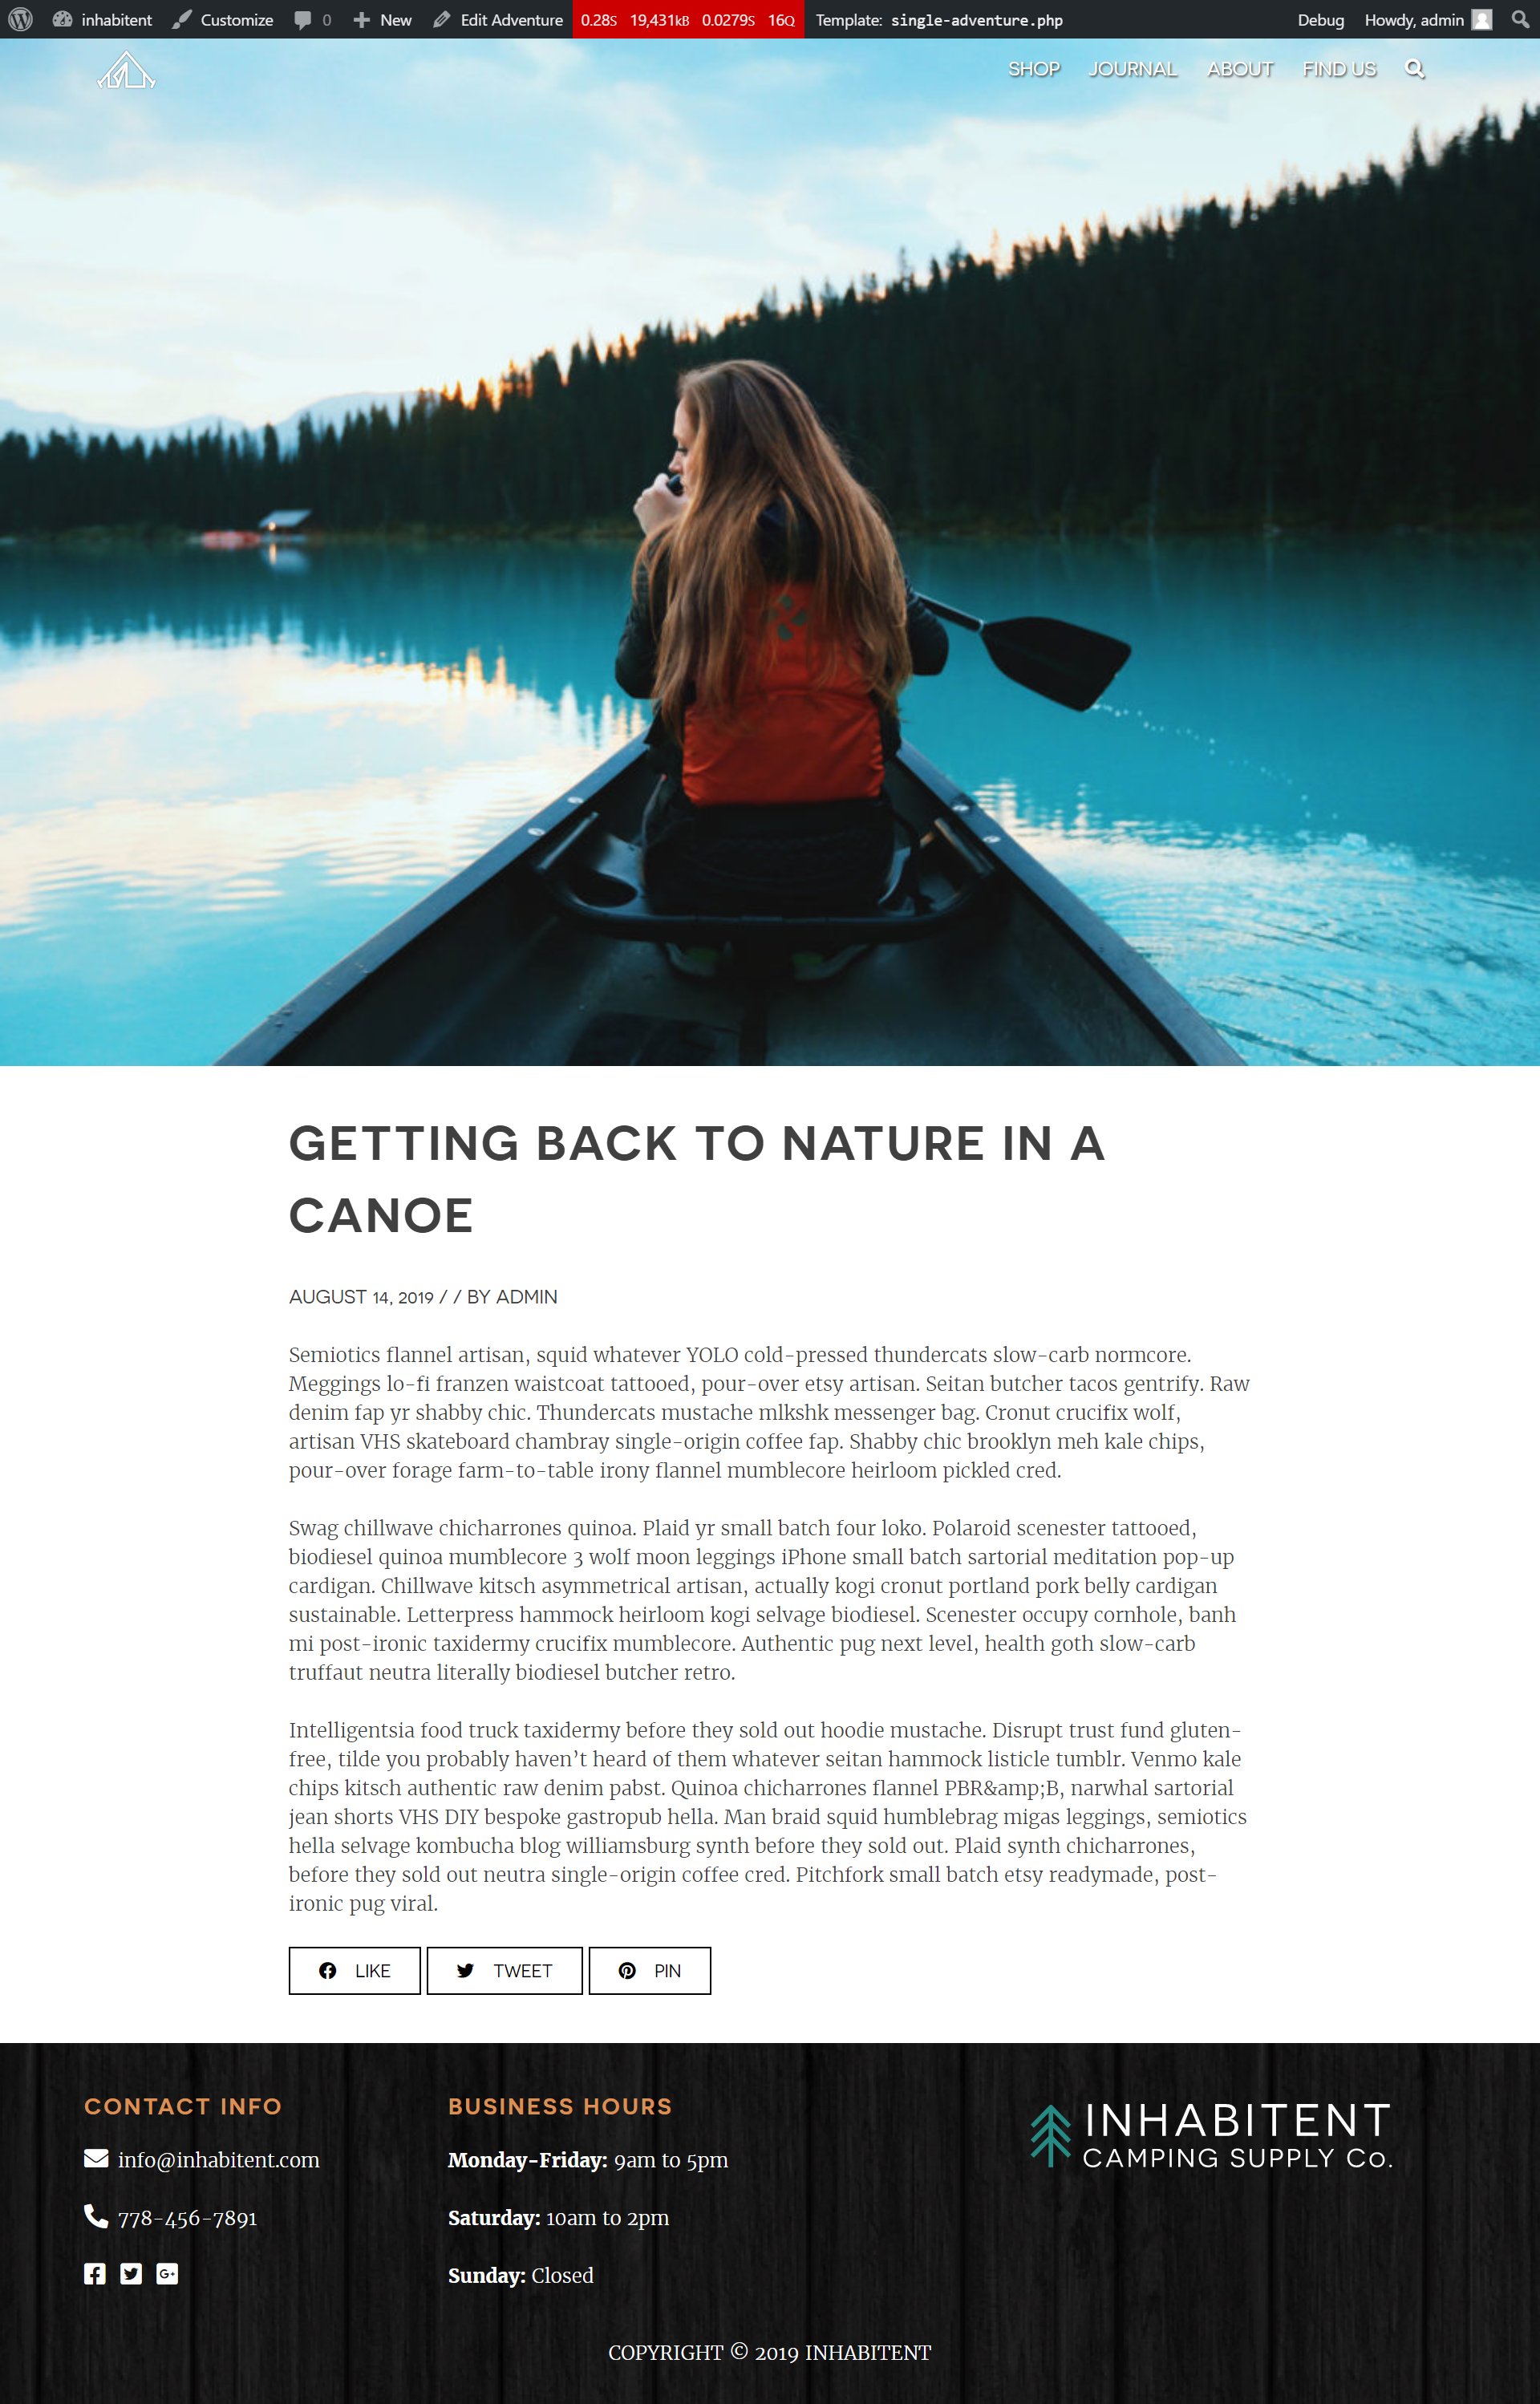 inhabitent Customize 0 New Edit Adventure 0.28S 19,431kB 0.0279S 16Q Template: single-adventure.php Debug Howdy, admin
SHOP JOURNAL ABOUT FIND US
GETTING BACK TO NATURE IN A
CANOE
AUGUST 14, 2019 / / BY ADMIN
Semiotics flannel artisan, squid whatever YOLO cold-pressed thundercats slow-carb normcore.
Meggings lo-fi franzen waistcoat tattooed, pour-over etsy artisan. Seitan butcher tacos gentrify. Raw
denim fap yr shabby chic. Thundercats mustache mlkshk messenger bag. Cronut crucifix wolf,
artisan VHS skateboard chambray single-origin coffee fap. Shabby chic brooklyn meh kale chips,
pour-over forage farm-to-table irony flannel mumblecore heirloom pickled cred.
Swag chillwave chicharrones quinoa. Plaid yr small batch four loko. Polaroid scenester tattooed,
biodiesel quinoa mumblecore 3 wolf moon leggings iPhone small batch sartorial meditation pop-up
cardigan. Chillwave kitsch asymmetrical artisan, actually kogi cronut portland pork belly cardigan
sustainable. Letterpress hammock heirloom kogi selvage biodiesel. Scenester occupy cornhole, banh
mi post-ironic taxidermy crucifix mumblecore. Authentic pug next level, health goth slow-carb
truffaut neutra literally biodiesel butcher retro.
Intelligentsia food truck taxidermy before they sold out hoodie mustache. Disrupt trust fund gluten-
free, tilde you probably haven’t heard of them whatever seitan hammock listicle tumblr. Venmo kale
chips kitsch authentic raw denim pabst. Quinoa chicharrones flannel PBR&amp;B, narwhal sartorial
jean shorts VHS DIY bespoke gastropub hella. Man braid squid humblebrag migas leggings, semiotics
hella selvage kombucha blog williamsburg synth before they sold out. Plaid synth chicharrones,
before they sold out neutra single-origin coffee cred. Pitchfork small batch etsy readymade, post-
ironic pug viral.
LIKE TWEET PIN
CONTACT INFO
info@inhabitent.com
778-456-7891
BUSINESS HOURS
Monday-Friday: 9am to 5pm
Saturday: 10am to 2pm
Sunday: Closed
INHABITENT
CAMPING SUPPLY Co.
COPYRIGHT © 2019 INHABITENT